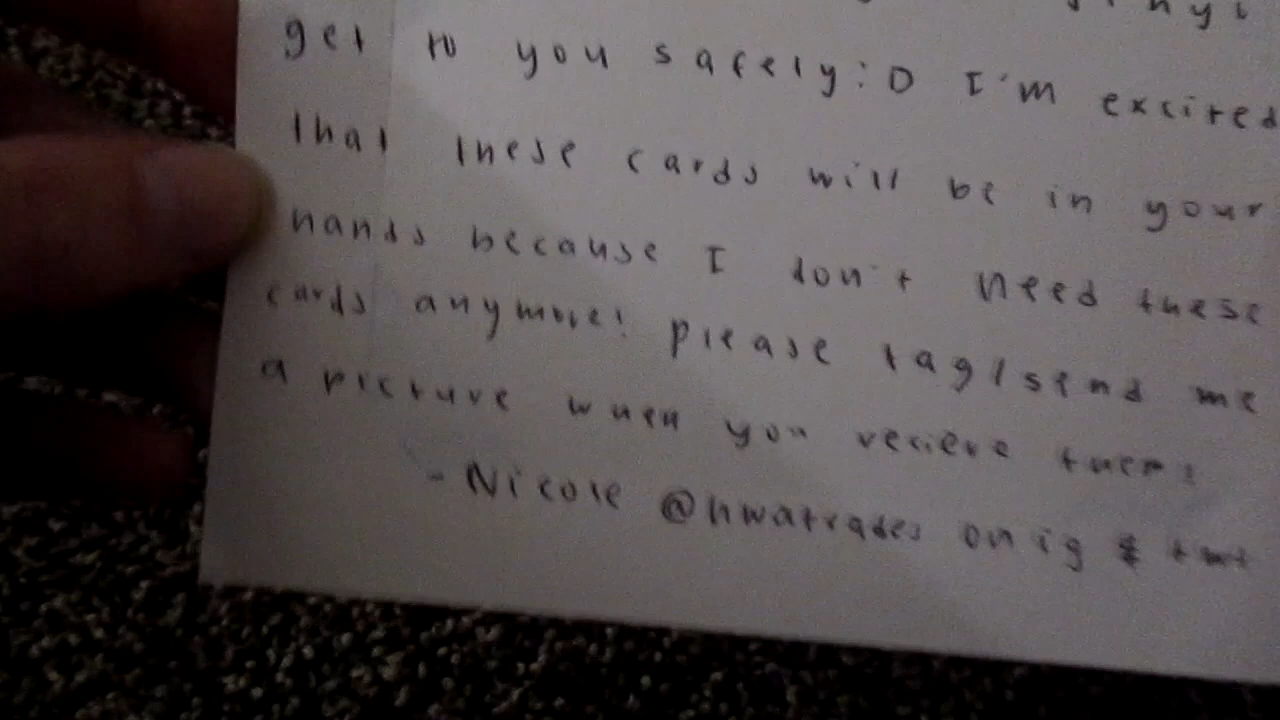 get to you safely:D I'm excited
that these cards will be in your
hands because I don't need these
cards anymore! please tag/send me
a picture when you recieve them!
- Nicole @hwatrades on ig & twt